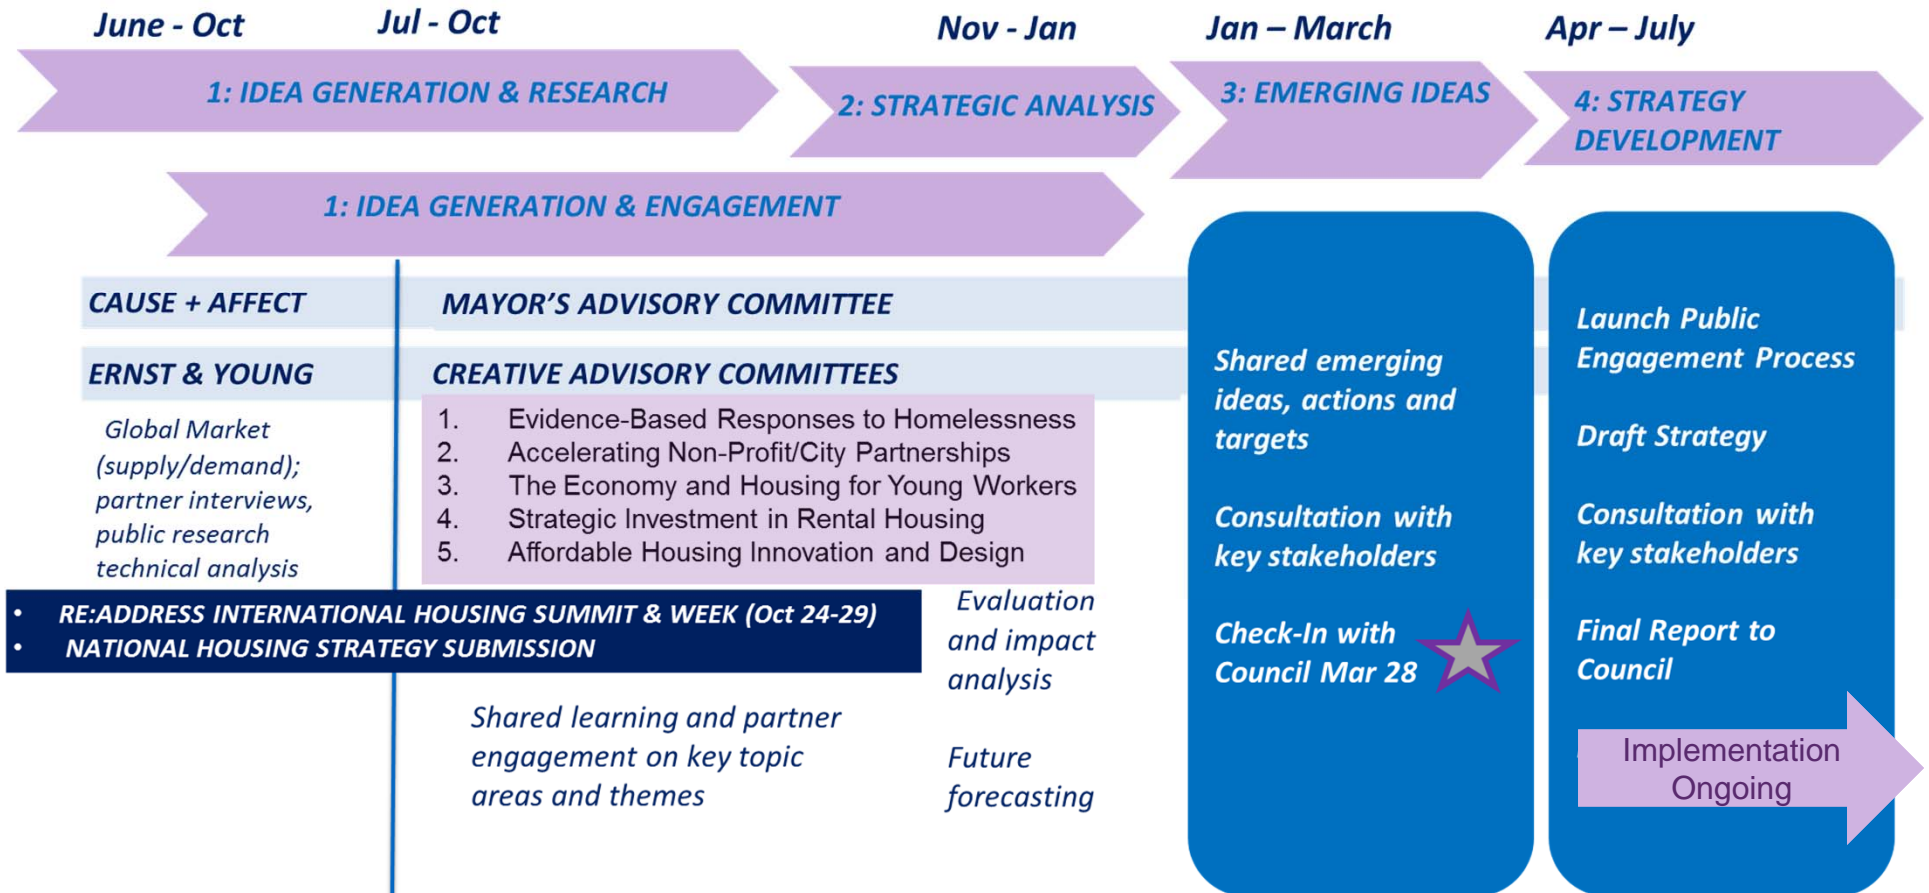 June - Oct
Jul - Oct
Nov - Jan
Jan – March
Apr – July
1: IDEA GENERATION & RESEARCH
2: STRATEGIC ANALYSIS
3: EMERGING IDEAS
4: STRATEGY
DEVELOPMENT
1: IDEA GENERATION & ENGAGEMENT
CAUSE + AFFECT
MAYOR'S ADVISORY COMMITTEE
ERNST & YOUNG
CREATIVE ADVISORY COMMITTEES
Global Market
(supply/demand);
partner interviews,
public research
technical analysis
1. Evidence-Based Responses to Homelessness
2. Accelerating Non-Profit/City Partnerships
3. The Economy and Housing for Young Workers
4. Strategic Investment in Rental Housing
5. Affordable Housing Innovation and Design
• RE:ADDRESS INTERNATIONAL HOUSING SUMMIT & WEEK (Oct 24-29)
• NATIONAL HOUSING STRATEGY SUBMISSION
Shared learning and partner
engagement on key topic
areas and themes
Evaluation
and impact
analysis
Future
forecasting
Shared emerging
ideas, actions and
targets
Consultation with
key stakeholders
Check-In with
Council Mar 28
Launch Public
Engagement Process
Draft Strategy
Consultation with
key stakeholders
Final Report to
Council
Implementation
Ongoing